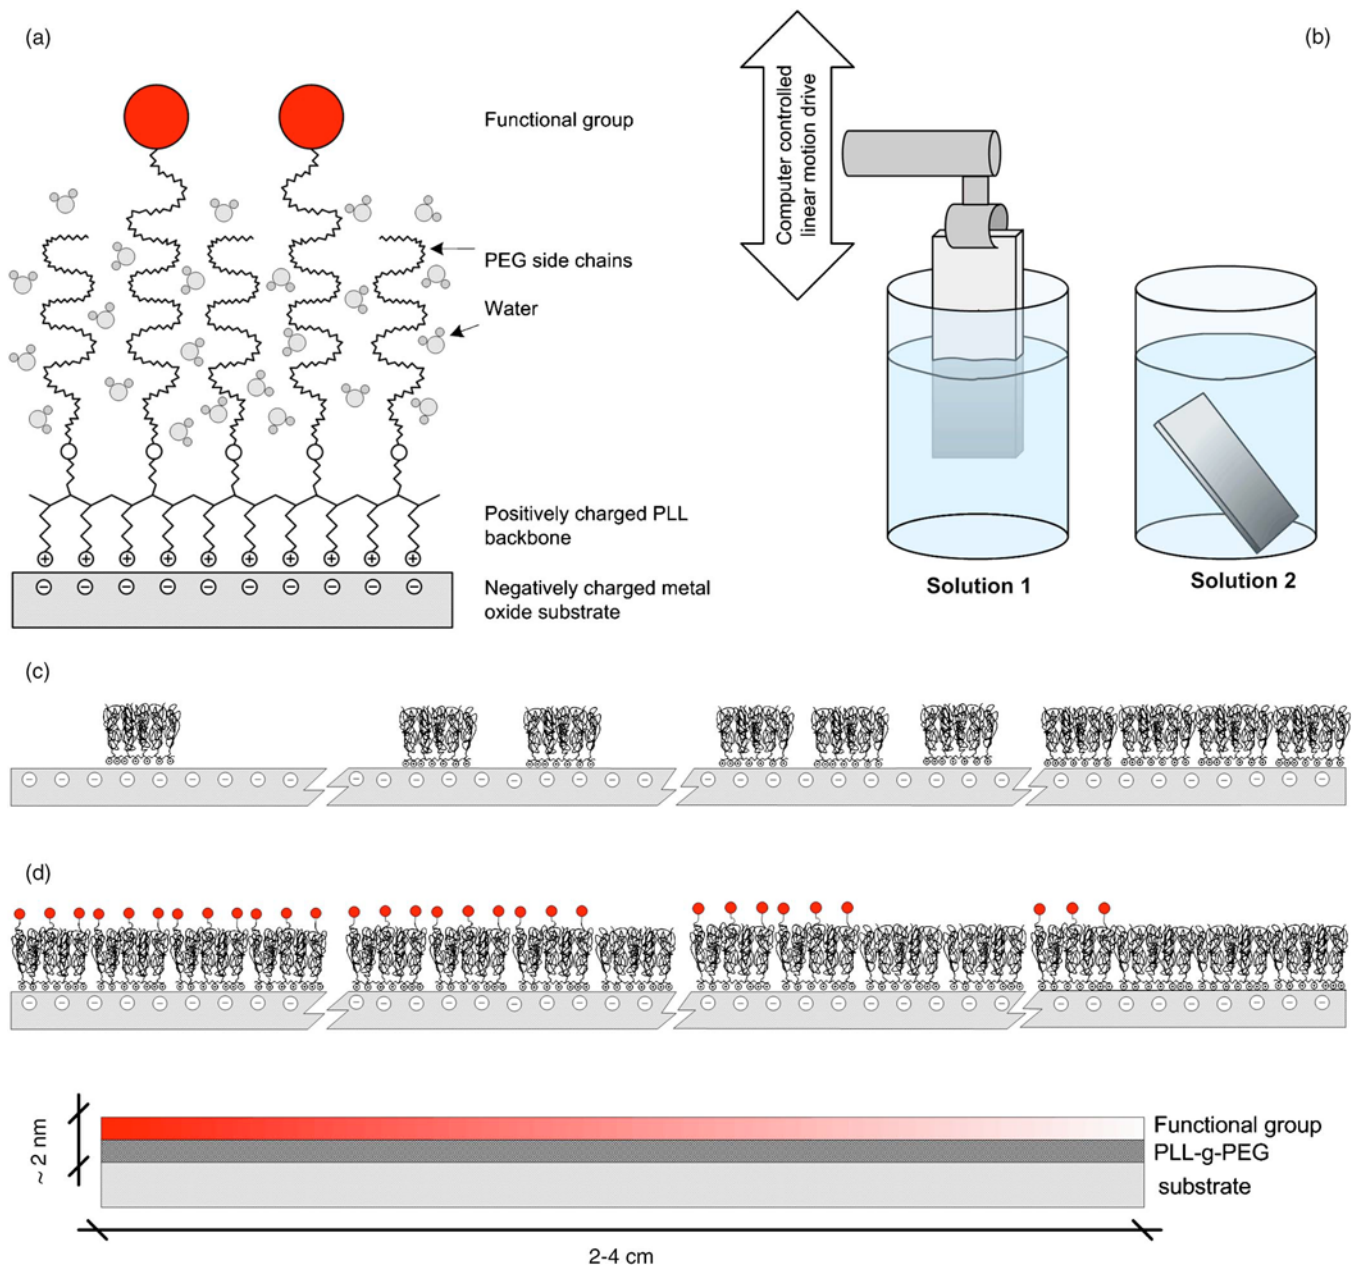 (a)
Functional group
PEG side chains
Water
Positively charged PLL
backbone
Negatively charged metal
oxide substrate
(b)
Computer controlled
linear motion drive
Solution 1
Solution 2
(c)
(d)
~ 2 nm
Functional group
PLL-g-PEG
substrate
2-4 cm